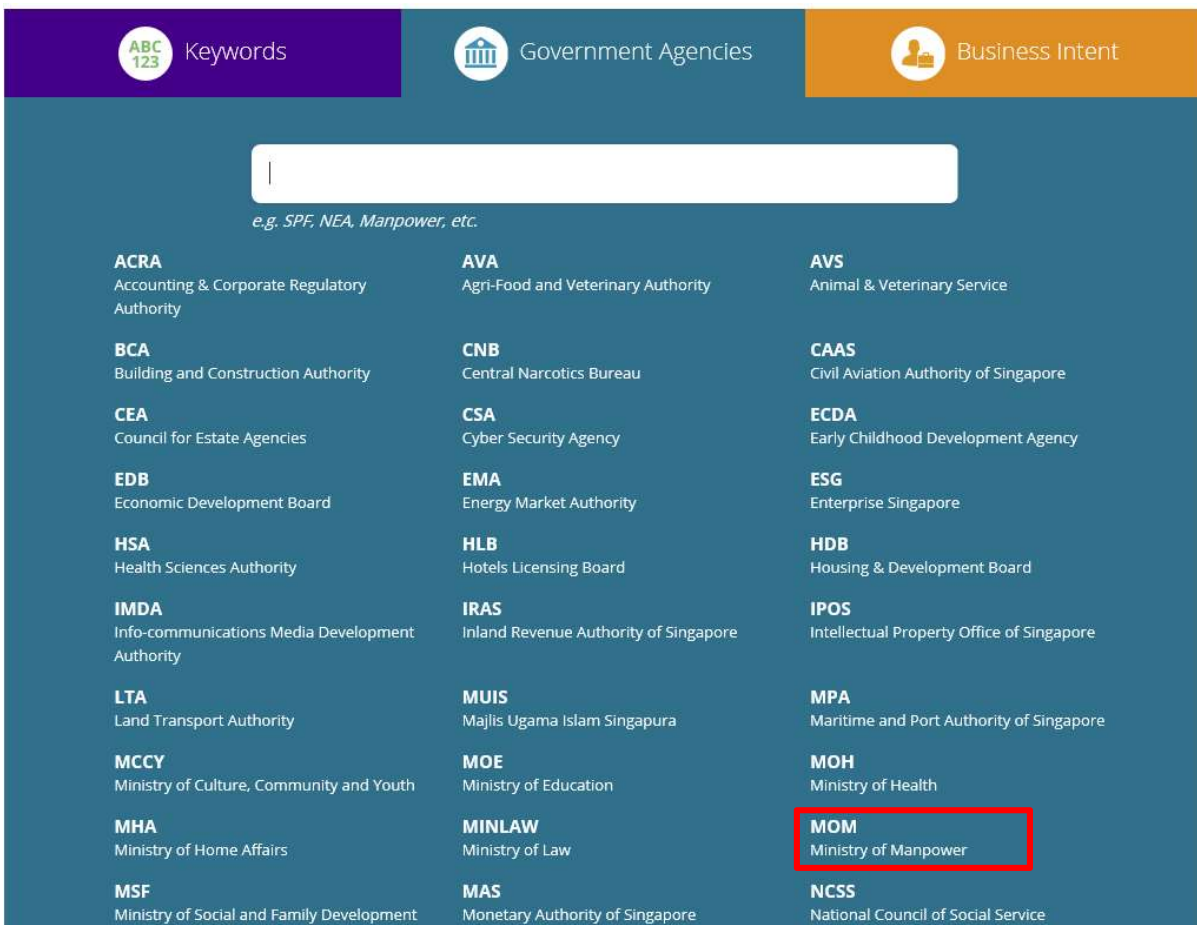 ABC
123
Keywords
Government Agencies
Business Intent
e.g. SPF, NEA, Manpower, etc.
ACRA
Accounting & Corporate Regulatory
Authority
AVA
Agri-Food and Veterinary Authority
AVS
Animal & Veterinary Service
BCA
Building and Construction Authority
CNB
Central Narcotics Bureau
CAAS
Civil Aviation Authority of Singapore
CEA
Council for Estate Agencies
CSA
Cyber Security Agency
ECDA
Early Childhood Development Agency
EDB
Economic Development Board
EMA
Energy Market Authority
ESG
Enterprise Singapore
HSA
Health Sciences Authority
HLB
Hotels Licensing Board
HDB
Housing & Development Board
IMDA
Info-communications Media Development
Authority
IRAS
Inland Revenue Authority of Singapore
IPOS
Intellectual Property Office of Singapore
LTA
Land Transport Authority
MUIS
Majlis Ugama Islam Singapura
MPA
Maritime and Port Authority of Singapore
MCCY
Ministry of Culture, Community and Youth
MOE
Ministry of Education
MOH
Ministry of Health
MHA
Ministry of Home Affairs
MINLAW
Ministry of Law
MOM
Ministry of Manpower
MSF
Ministry of Social and Family Development
MAS
Monetary Authority of Singapore
NCSS
National Council of Social Service